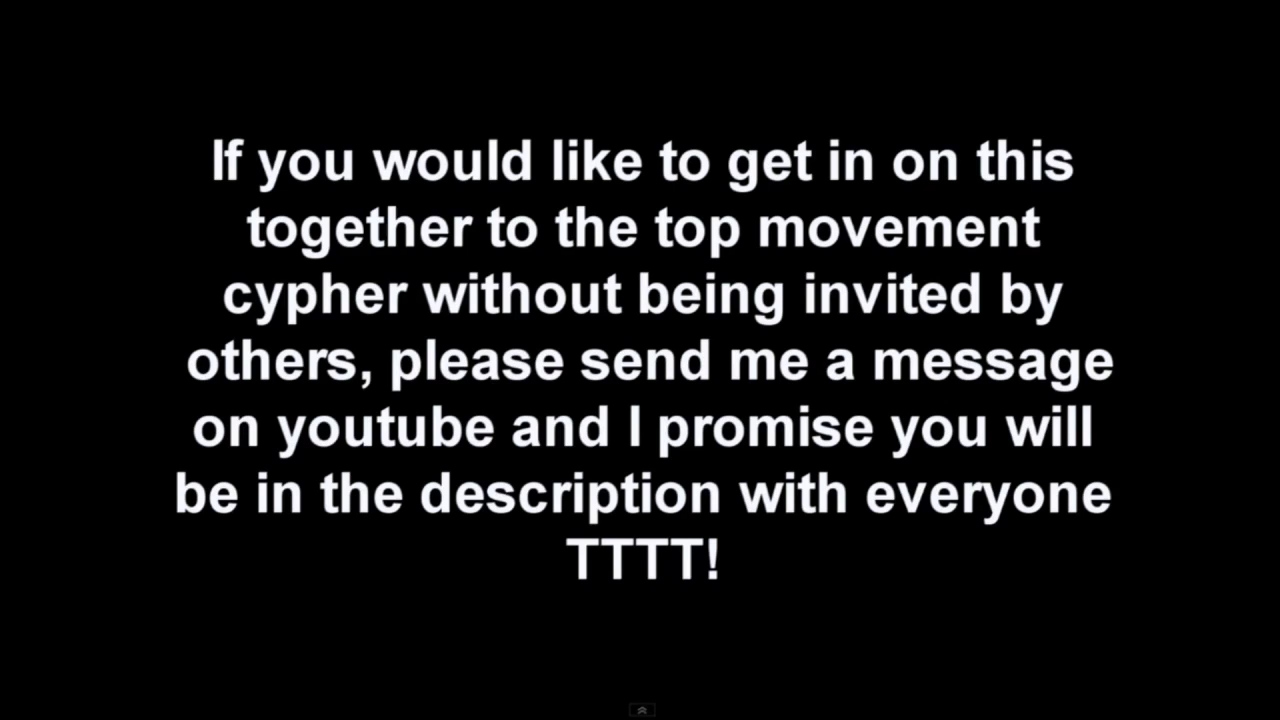 If you would like to get in on this
together to the top movement
cypher without being invited by
others, please send me a message
on youtube and I promise you will
be in the description with everyone
TTTT!